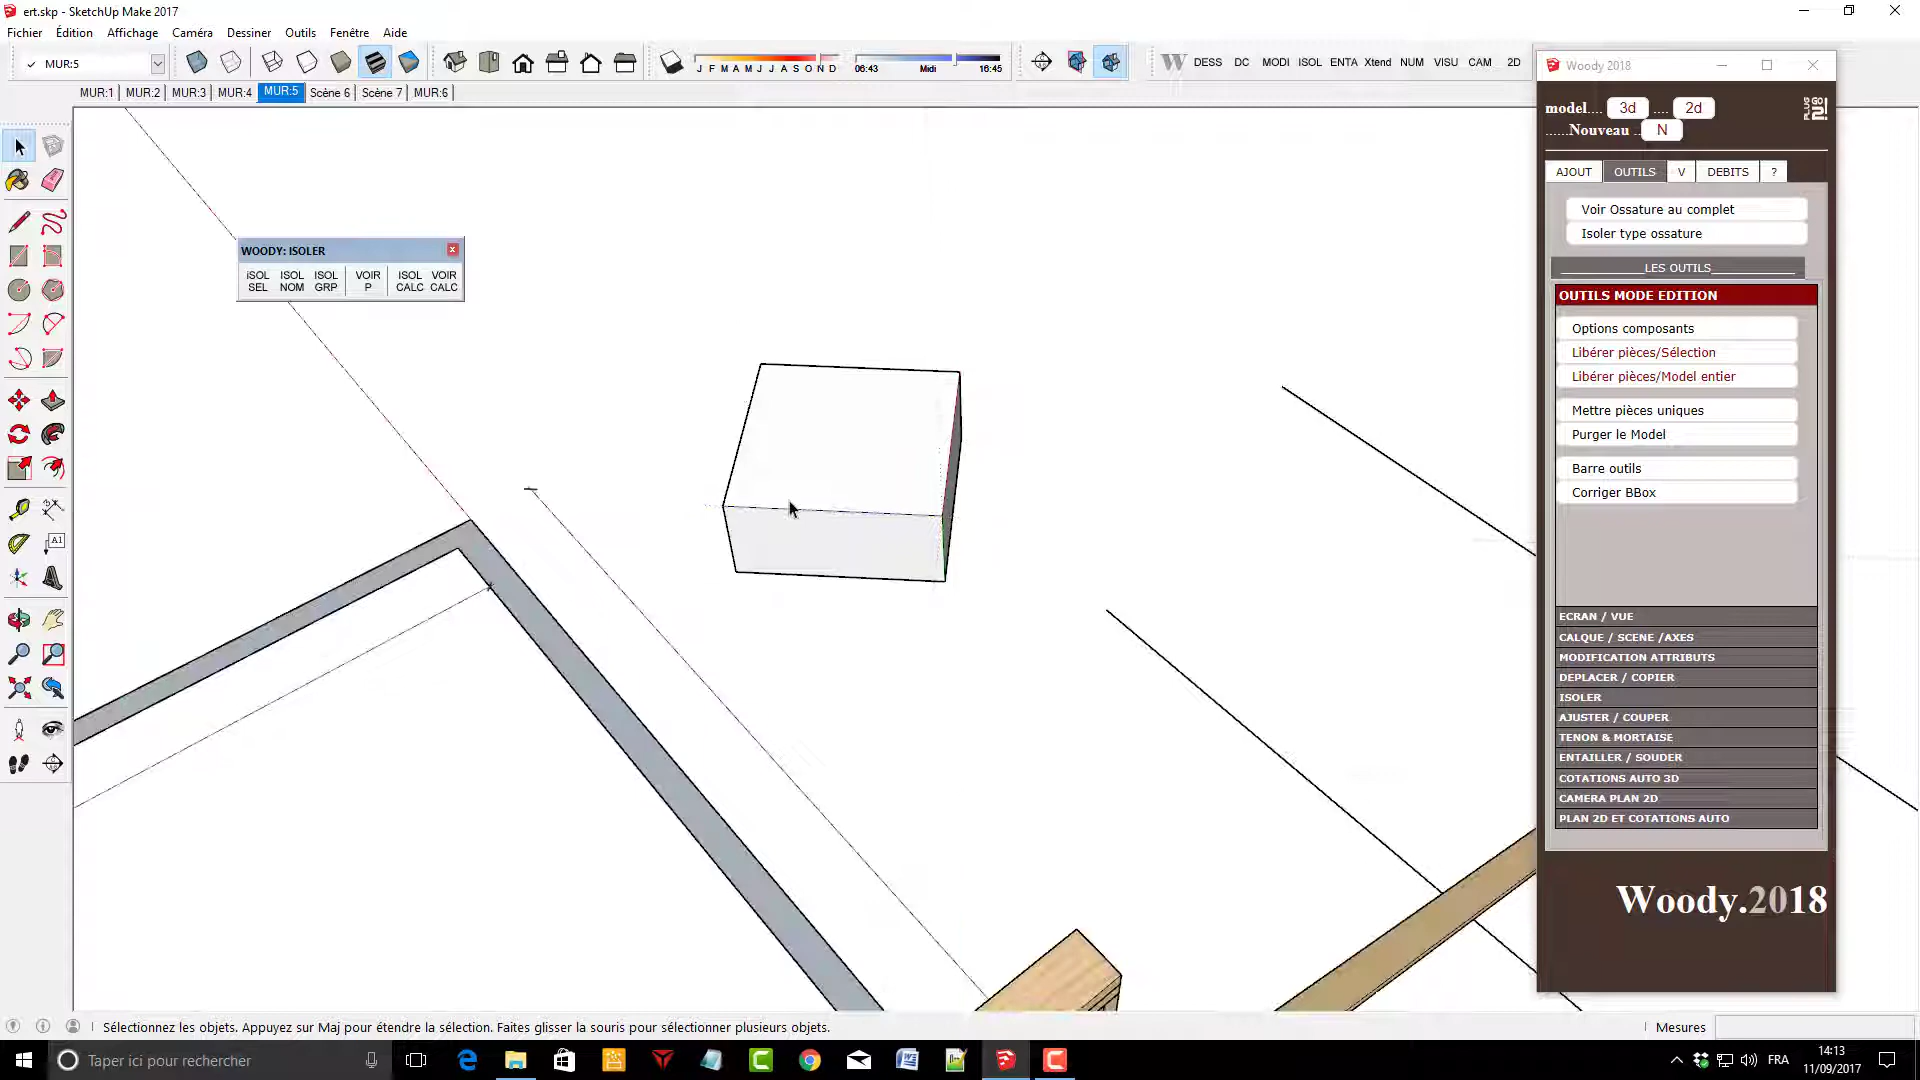 ert.skp - SketchUp Make 2017
Fichier Édition Affichage Caméra Dessiner Outils Fenêtre Aide
MUR:5
J F M A M J J A S O N D
06:43 Midi 16:45
W DESS DC MODI ISOL ENTA Xtend NUM VISU CAM 2D
MUR:1 MUR:2 MUR:3 MUR:4 MUR:5 Scène 6 Scène 7 MUR:6
WOODY: ISOLER
iSOL SEL
ISOL NOM
ISOL GRP
VOIR P
ISOL CALC
VOIR CALC
A1
Woody 2018
model.... 3d .... 2d
......Nouveau .. N
PLUG
AJOUT OUTILS V DEBITS ?
Voir Ossature au complet
Isoler type ossature
LES OUTILS
OUTILS MODE EDITION
Options composants
Libérer pièces/Sélection
Libérer pièces/Model entier
Mettre pièces uniques
Purger le Model
Barre outils
Corriger BBox
ECRAN / VUE
CALQUE / SCENE /AXES
MODIFICATION ATTRIBUTS
DEPLACER / COPIER
ISOLER
AJUSTER / COUPER
TENON & MORTAISE
ENTAILLER / SOUDER
COTATIONS AUTO 3D
CAMERA PLAN 2D
PLAN 2D ET COTATIONS AUTO
Woody.2018
Sélectionnez les objets. Appuyez sur Maj pour étendre la sélection. Faites glisser la souris pour sélectionner plusieurs objets.
Mesures
Taper ici pour rechercher
FRA
14:13
11/09/2017